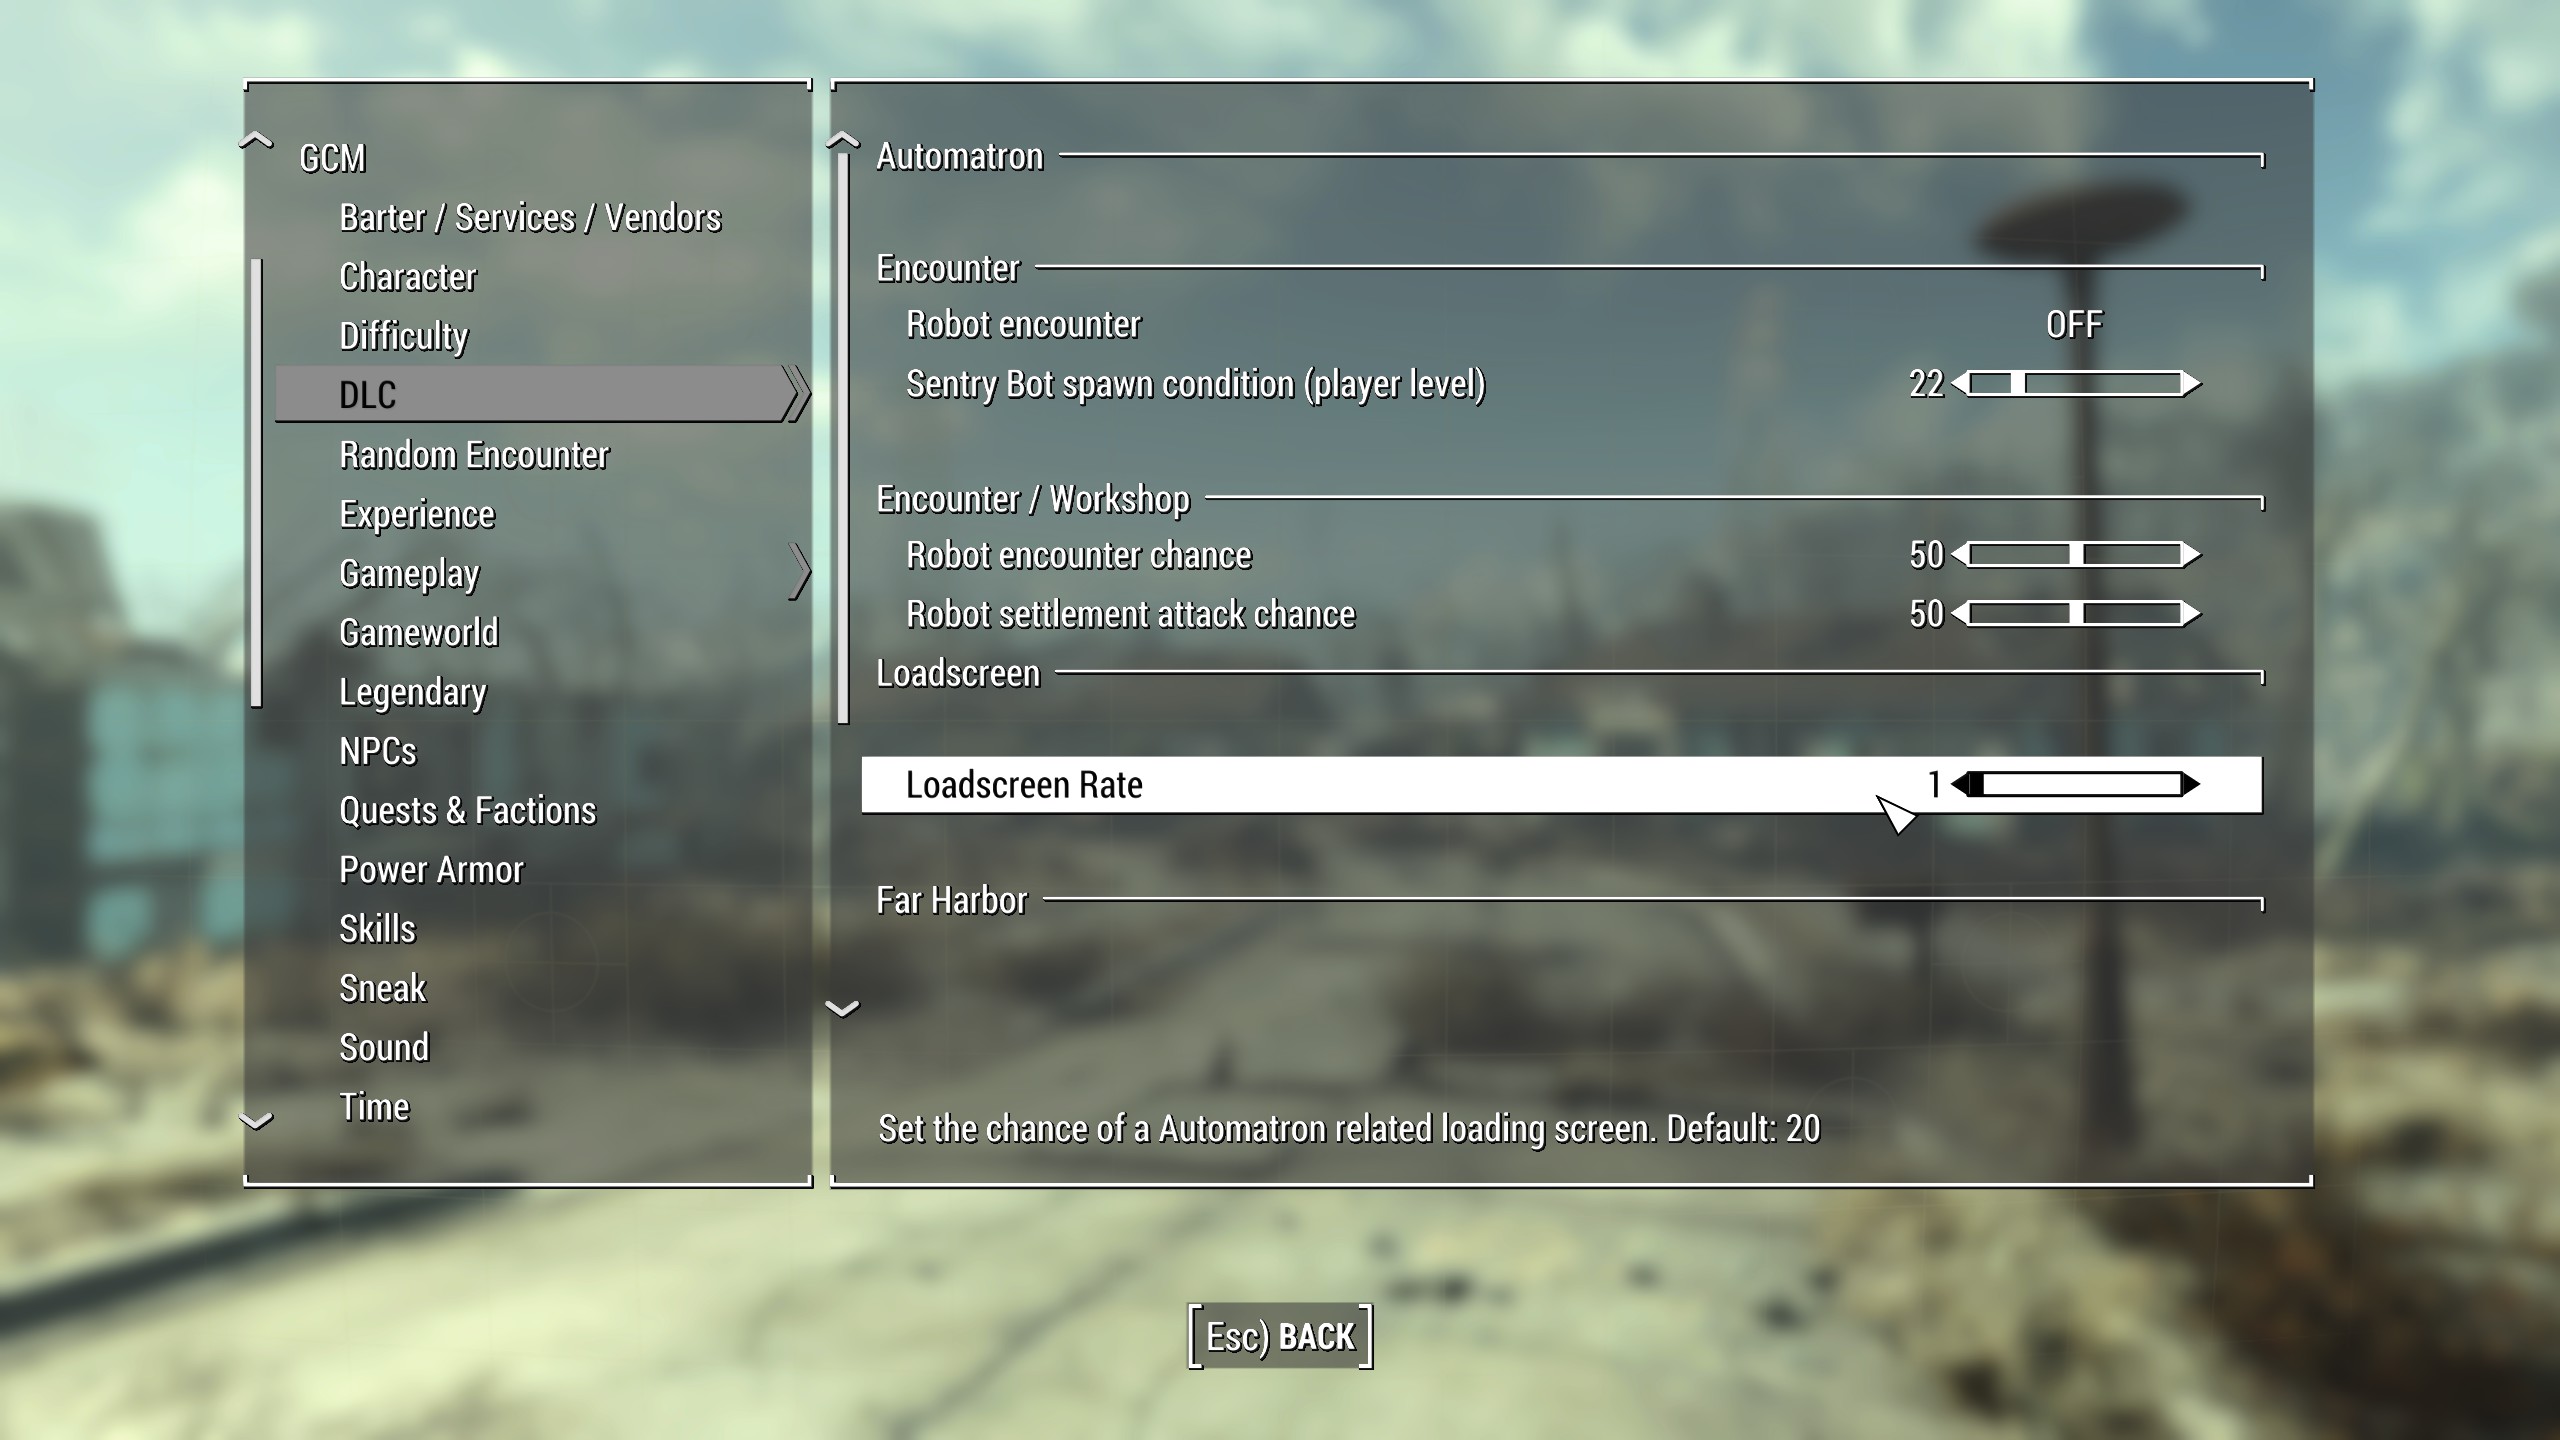 GCM
Barter / Services / Vendors
Character
Difficulty
DLC
Random Encounter
Experience
Gameplay
Gameworld
Legendary
NPCs
Quests & Factions
Power Armor
Skills
Sneak
Sound
Time
Automatron
Encounter
Robot encounter OFF
Sentry Bot spawn condition (player level) 22
Encounter / Workshop
Robot encounter chance 50
Robot settlement attack chance 50
Loadscreen
Loadscreen Rate 1
Far Harbor
Set the chance of a Automatron related loading screen. Default: 20
Esc) BACK